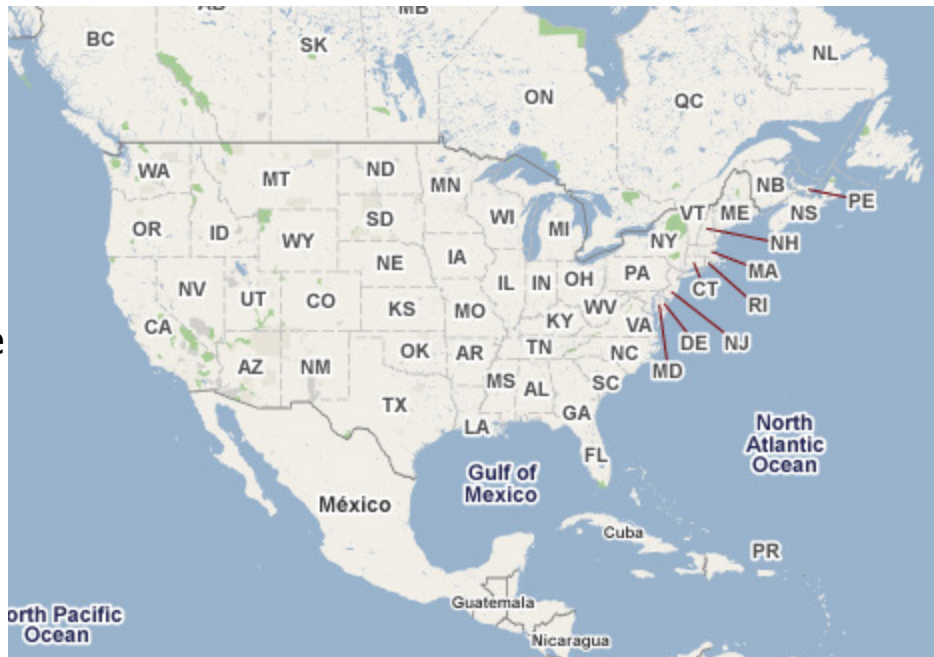 BC
SK
ON
QC
NL
WA
MT
ND
MN
NB
PE
OR
ID
WY
SD
WI
MI
VT
ME
NS
NY
NH
NV
UT
CO
NE
IA
IL
IN
OH
PA
MA
CT
RI
CA
KS
MO
KY
WV
VA
DE
NJ
MD
AZ
NM
OK
AR
TN
NC
TX
MS
AL
SC
GA
LA
FL
North
Atlantic
Ocean
Gulf of
Mexico
México
Cuba
PR
Guatemala
Nicaragua
orth Pacific
Ocean
e